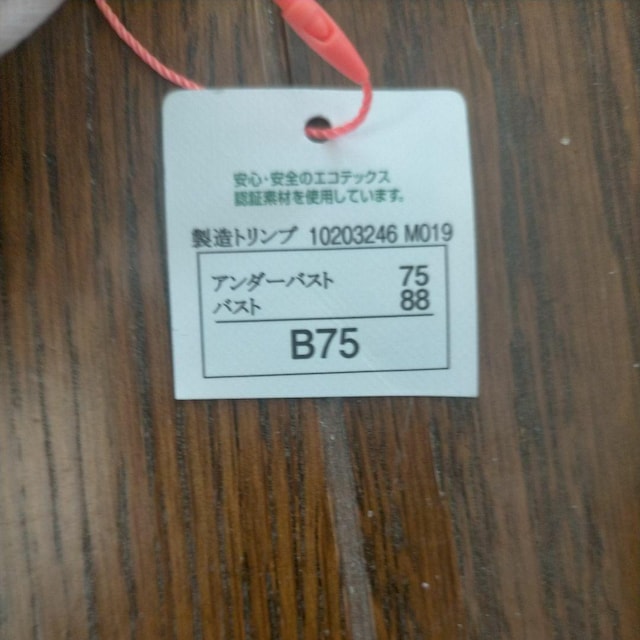 安心・安全のエコテックス
認証素材を使用しています。
製造トリンプ 10203246 M019
アンダーバスト 75
バスト 88
B75